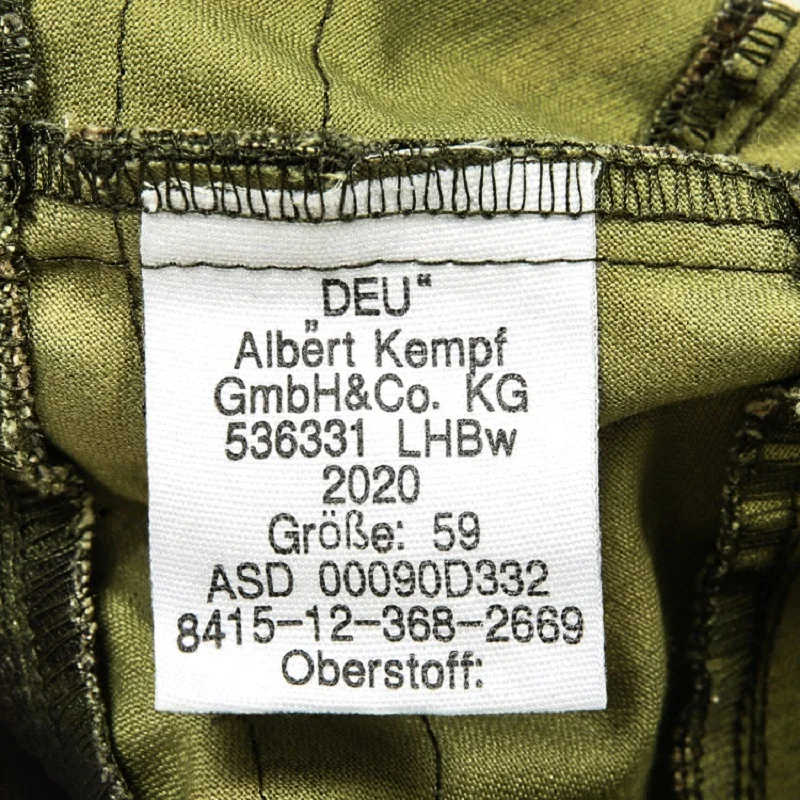 „DEU“
Albert Kempf
GmbH&Co. KG
536331 LHBw
2020
Größe: 59
ASD 00090D332
8415-12-368-2669
Oberstoff: